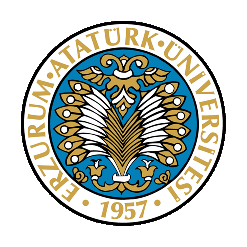 ERZURUM•ATATÜRK•ÜNİVERSİTESİ
• 1957 •